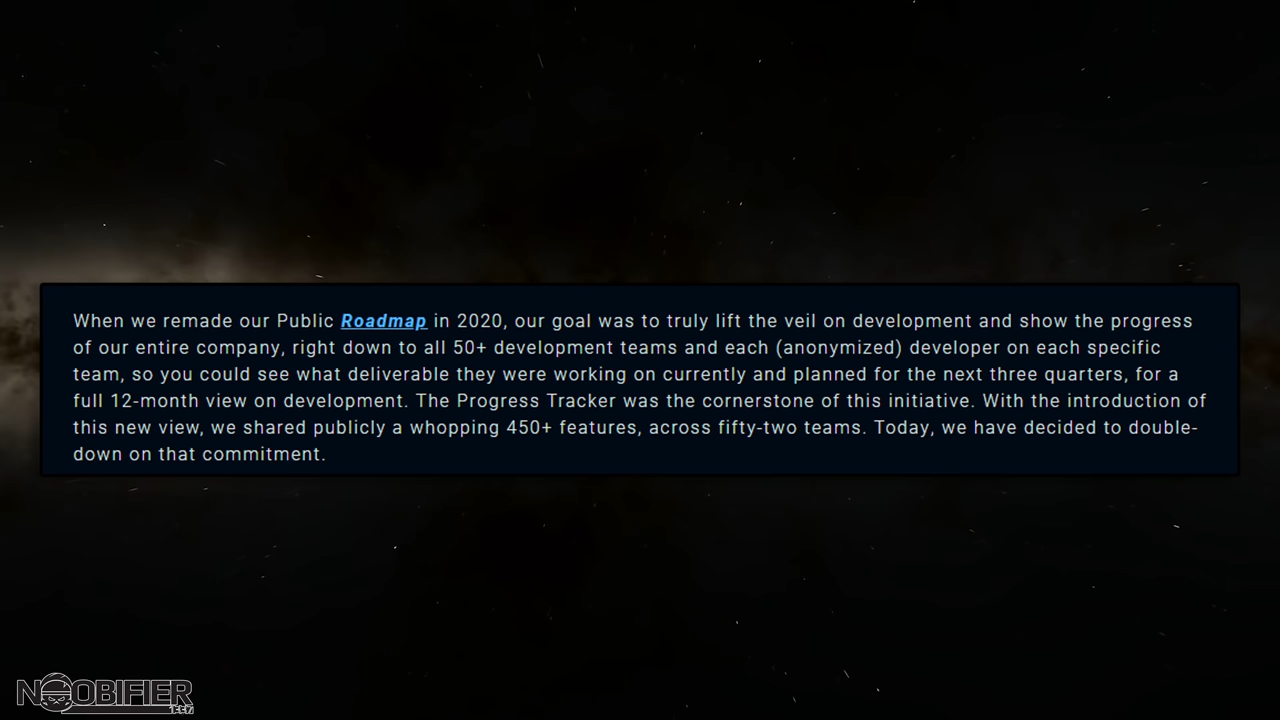 When we remade our Public Roadmap in 2020, our goal was to truly lift the veil on development and show the progress
of our entire company, right down to all 50+ development teams and each (anonymized) developer on each specific
team, so you could see what deliverable they were working on currently and planned for the next three quarters, for a
full 12-month view on development. The Progress Tracker was the cornerstone of this initiative. With the introduction of
this new view, we shared publicly a whopping 450+ features, across fifty-two teams. Today, we have decided to double-
down on that commitment.
NOOBIFIER